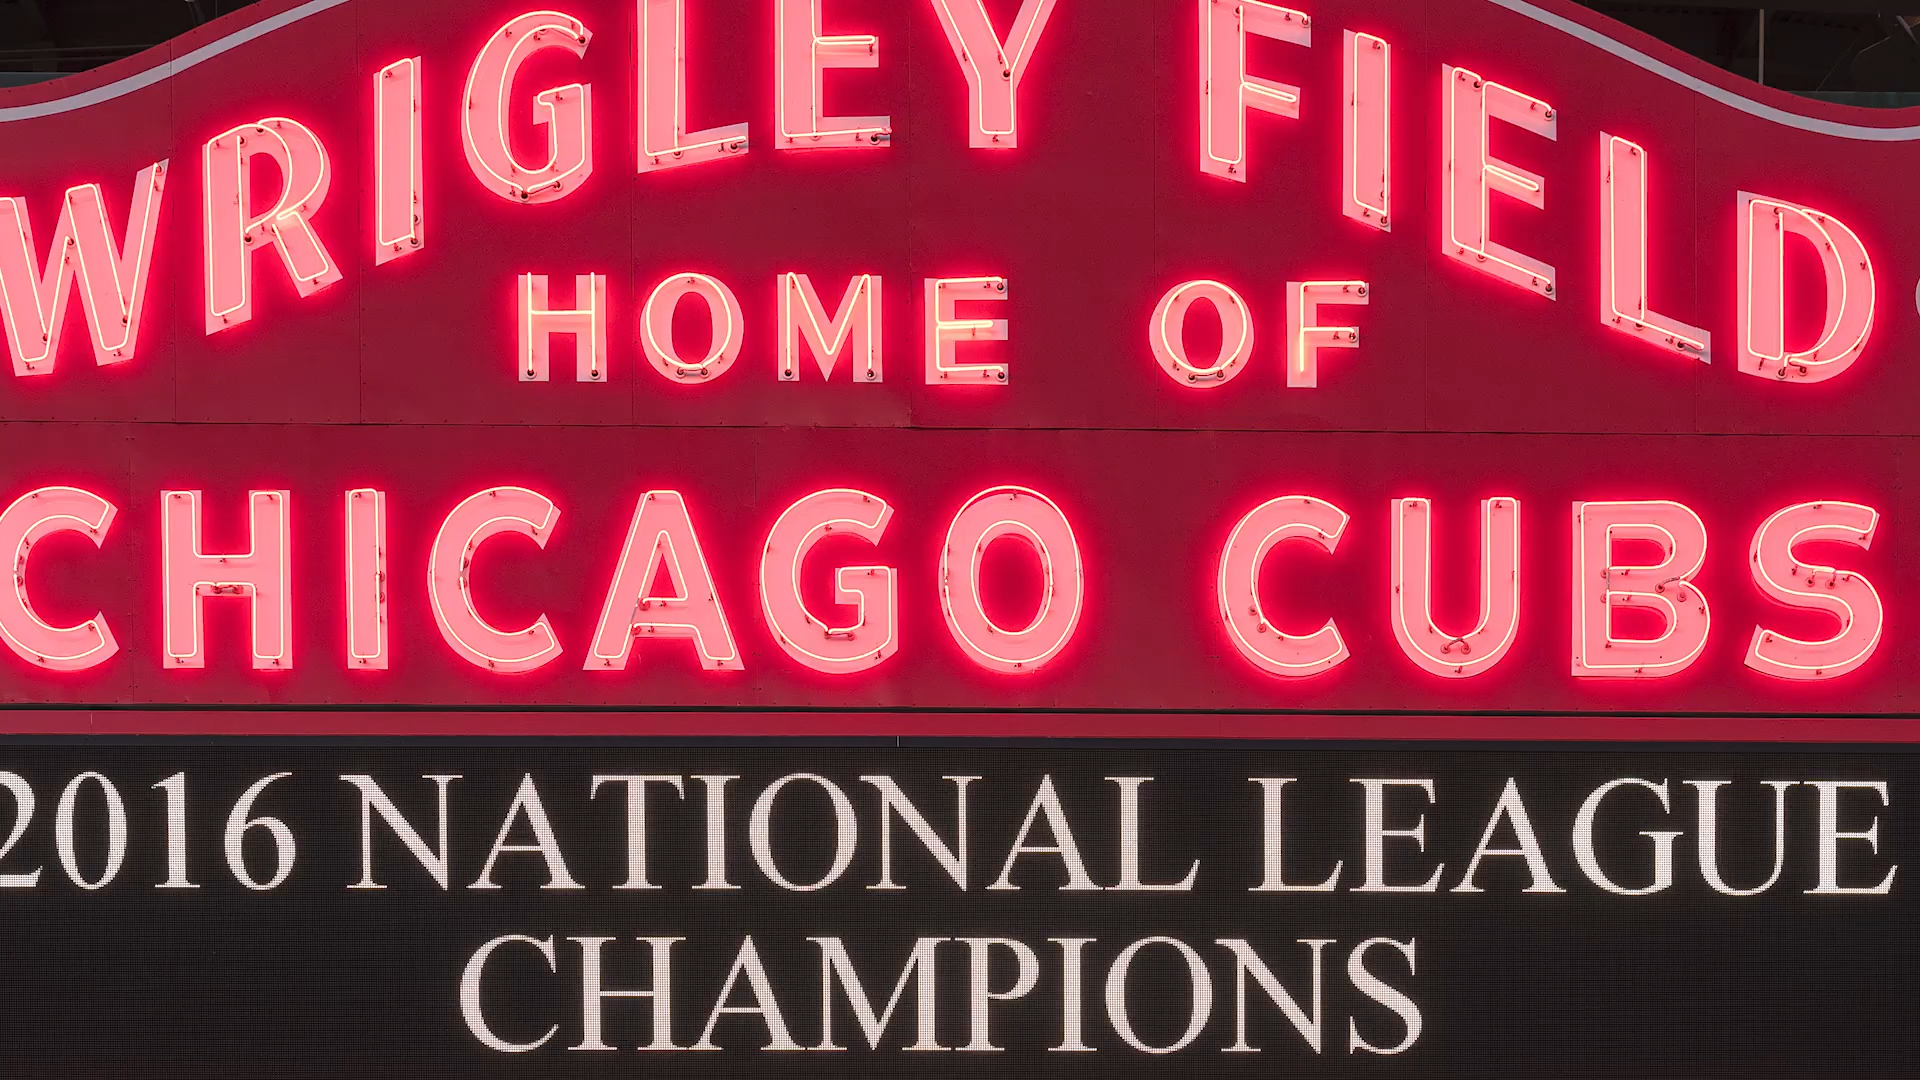 WRIGLEY FIELD
HOME OF
CHICAGO CUBS
2016 NATIONAL LEAGUE
CHAMPIONS